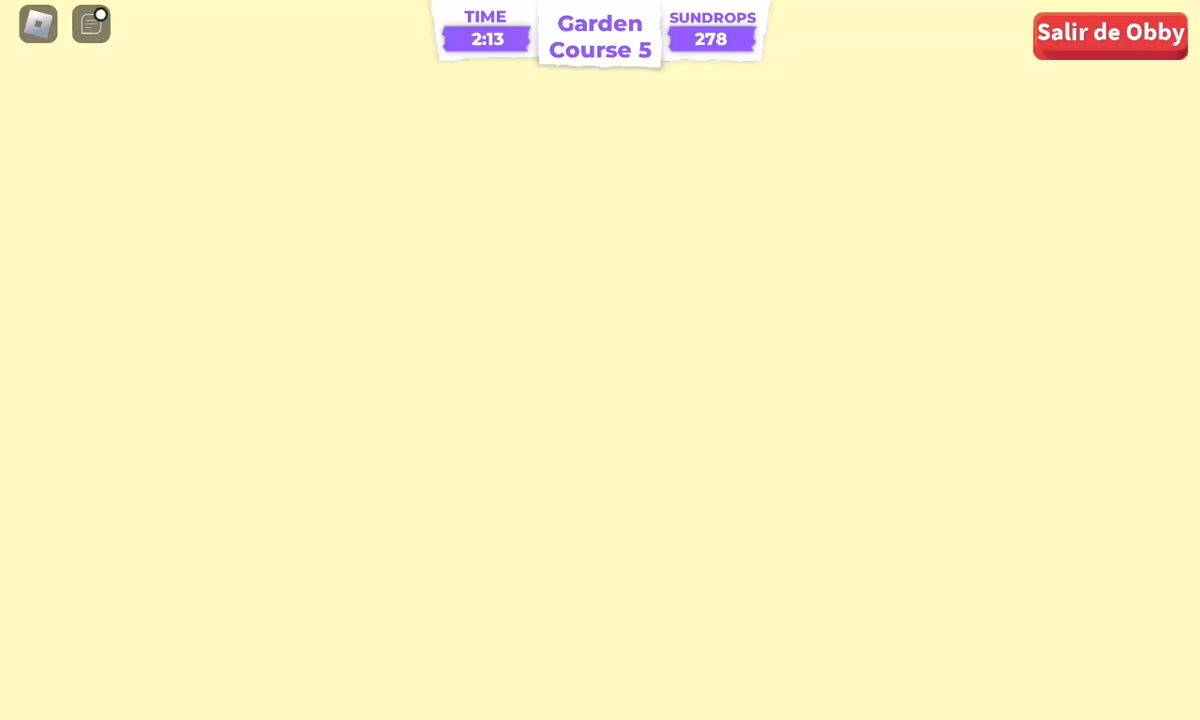 TIME
2:13
Garden
Course 5
SUNDROPS
278
Salir de Obby